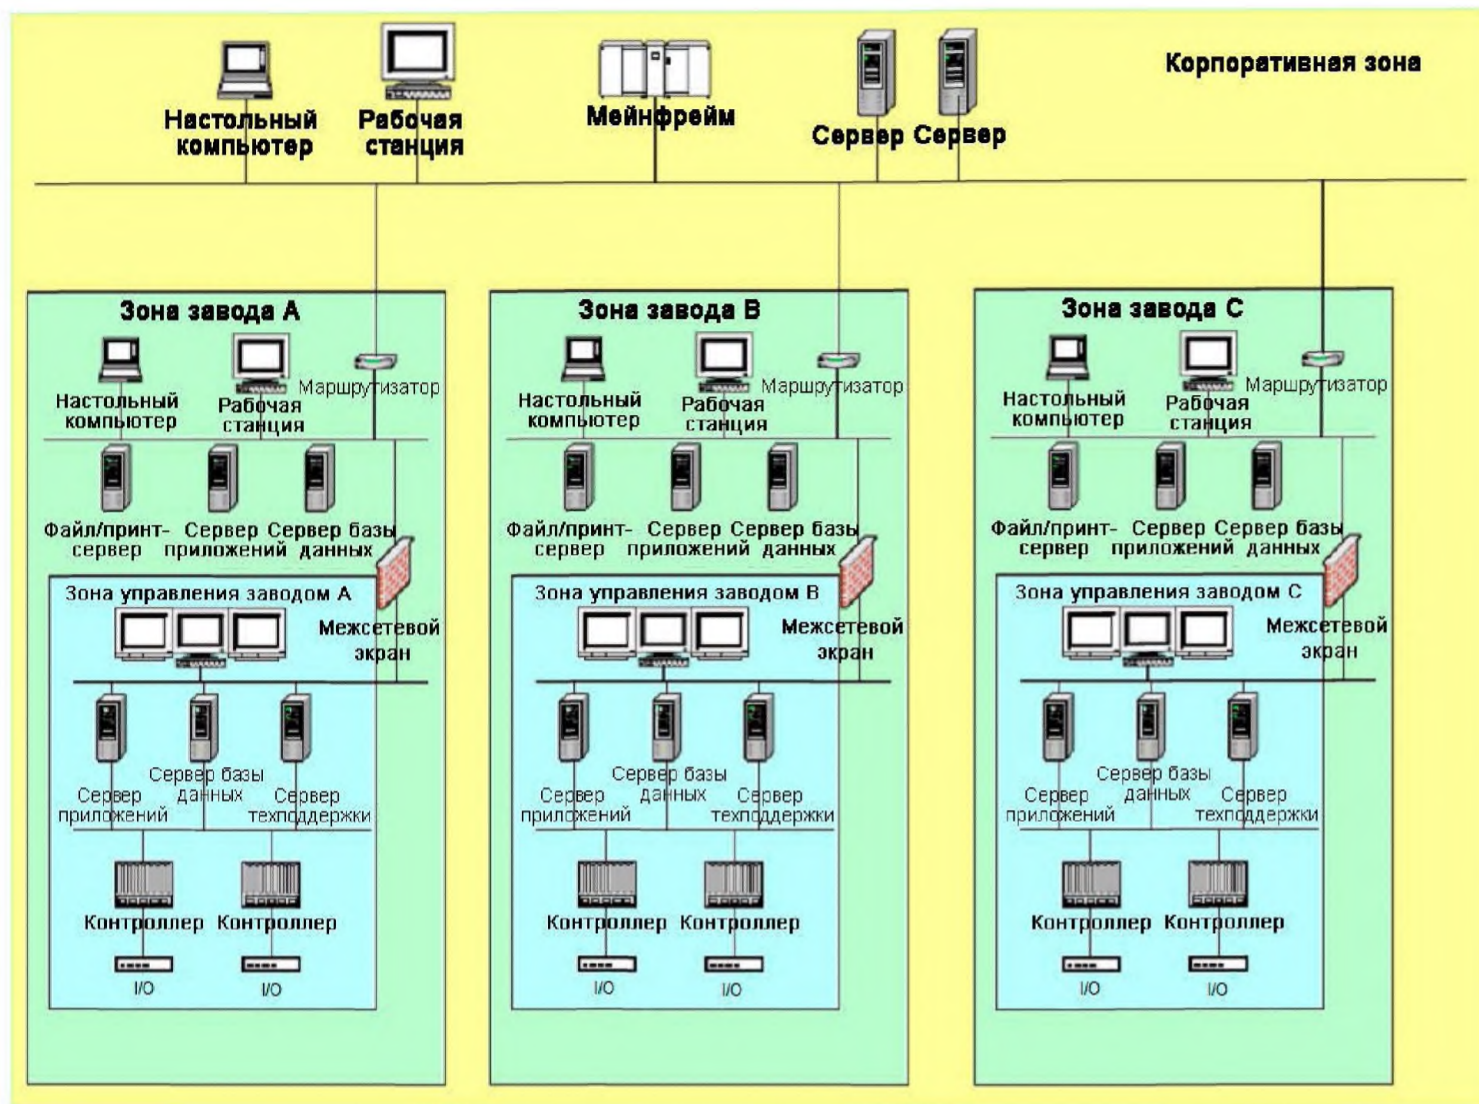 Корпоративная зона
Настольный
компьютер
Рабочая
станция
Мейнфрейм
Сервер
Сервер
Зона завода A
Настольный
компьютер
Рабочая
станция
Маршрутизатор
Файл/принт-
сервер
Сервер
приложений
Сервер базы
данных
Зона управления заводом A
Межсетевой
экран
Сервер
приложений
Сервер базы
данных
Сервер
техподдержки
Контроллер
Контроллер
I/O
I/O
Зона завода B
Настольный
компьютер
Рабочая
станция
Маршрутизатор
Файл/принт-
сервер
Сервер
приложений
Сервер базы
данных
Зона управления заводом B
Межсетевой
экран
Сервер
приложений
Сервер базы
данных
Сервер
техподдержки
Контроллер
Контроллер
I/O
I/O
Зона завода C
Настольный
компьютер
Рабочая
станция
Маршрутизатор
Файл/принт-
сервер
Сервер
приложений
Сервер базы
данных
Зона управления заводом C
Межсетевой
экран
Сервер
приложений
Сервер базы
данных
Сервер
техподдержки
Контроллер
Контроллер
I/O
I/O